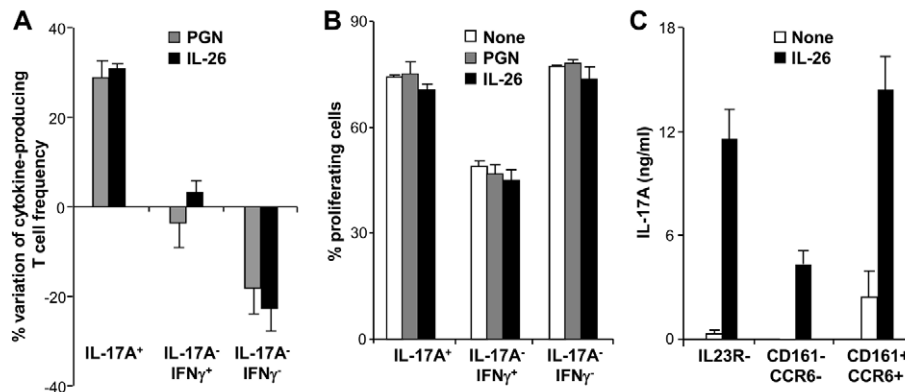 A
% variation of cytokine-producing
T cell frequency
40
20
0
-20
-40
PGN
IL-26
IL-17A⁺
IL-17A⁻
IFNγ⁺
IL-17A⁻
IFNγ⁻
B
% proliferating cells
90
60
30
0
None
PGN
IL-26
IL-17A⁺
IL-17A⁻
IFNγ⁺
IL-17A⁻
IFNγ⁻
C
IL-17A (ng/ml)
18
12
6
0
None
IL-26
IL23R-
CD161-
CCR6-
CD161+
CCR6+